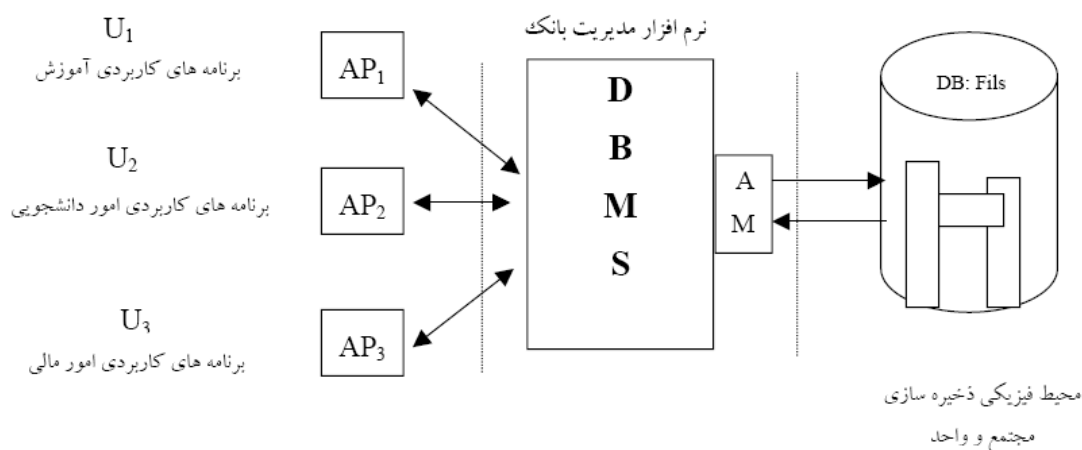 U₁
برنامه های کاربردی آموزش
AP₁
U₂
برنامه های کاربردی امور دانشجویی
AP₂
U₃
برنامه های کاربردی امور مالی
AP₃
نرم افزار مدیریت بانک
D
B
M
S
A
M
DB: Fils
محیط فیزیکی ذخیره سازی
مجتمع و واحد